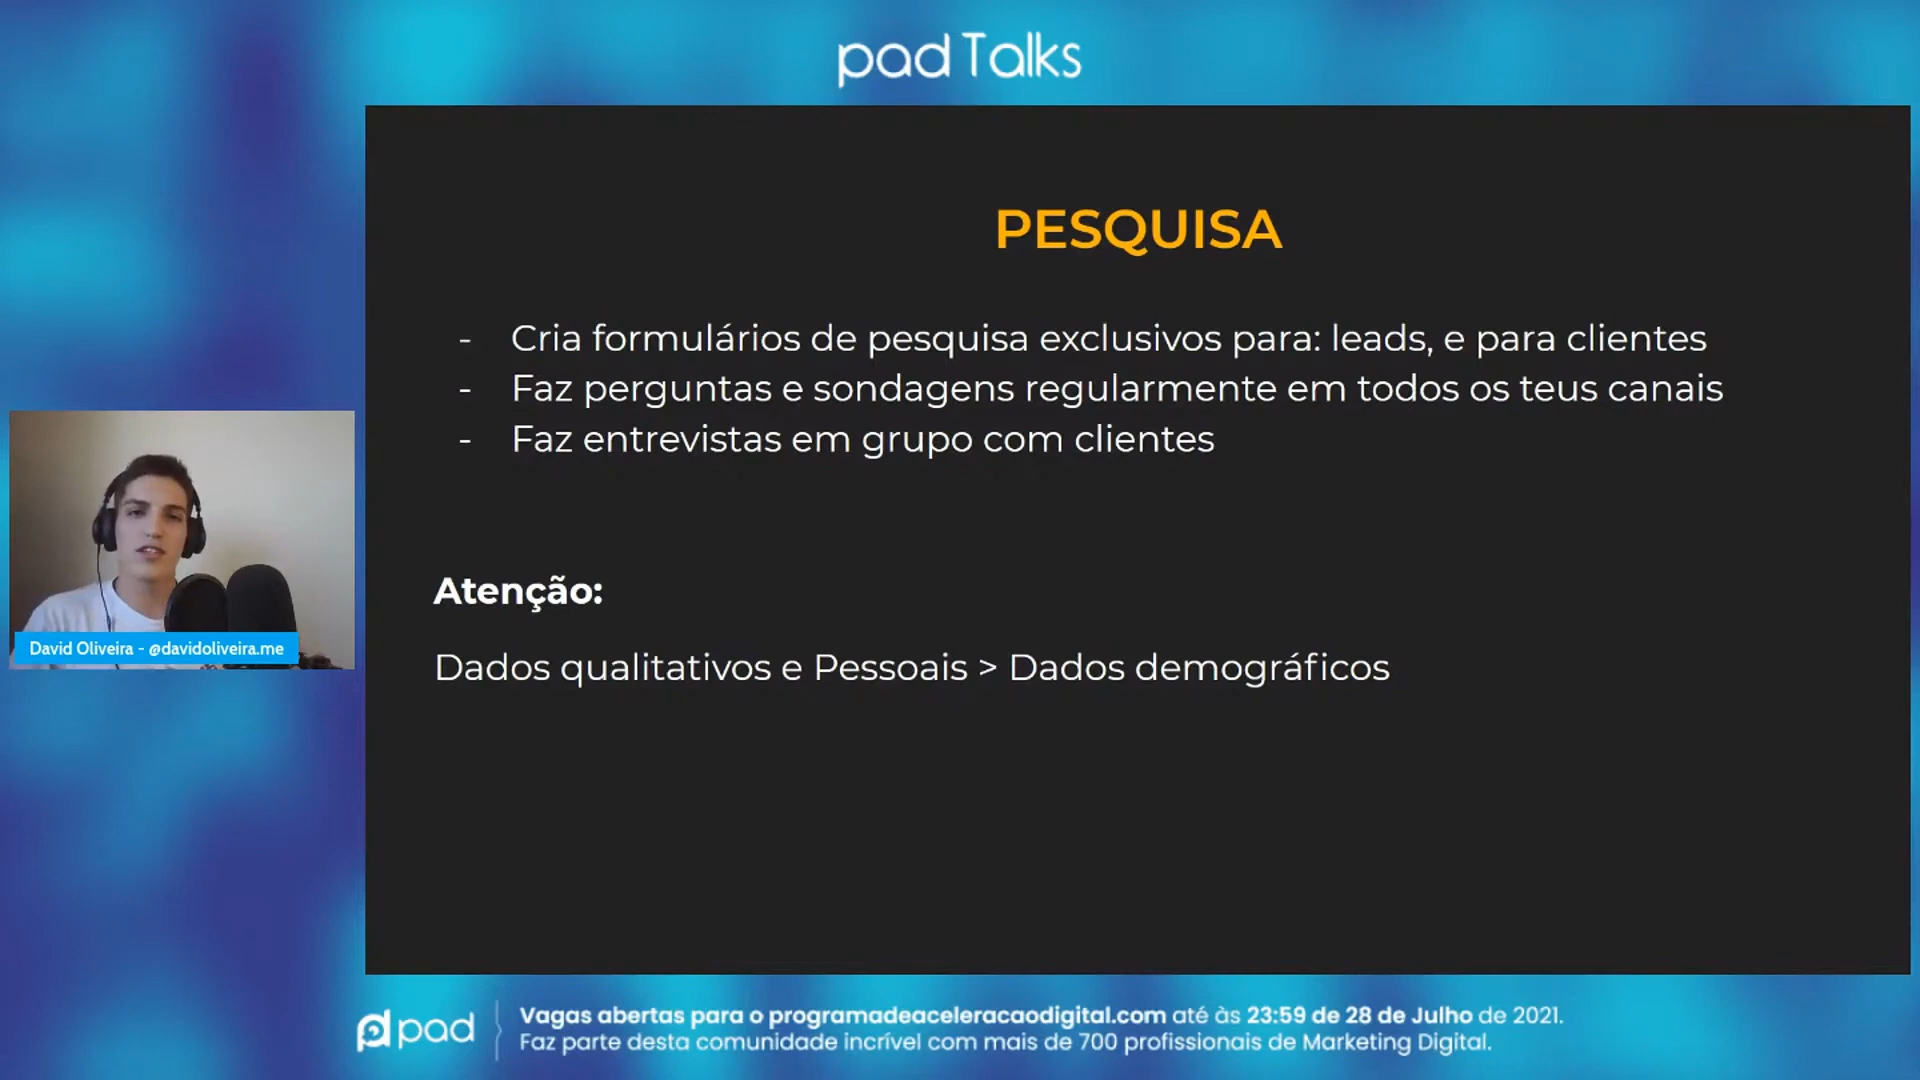 pad Talks
PESQUISA
- Cria formulários de pesquisa exclusivos para: leads, e para clientes
- Faz perguntas e sondagens regularmente em todos os teus canais
- Faz entrevistas em grupo com clientes
Atenção:
Dados qualitativos e Pessoais > Dados demográficos
David Oliveira - @davidoliveira.me
pad
Vagas abertas para o programadeaceleracaodigital.com até às 23:59 de 28 de Julho de 2021.
Faz parte desta comunidade incrível com mais de 700 profissionais de Marketing Digital.